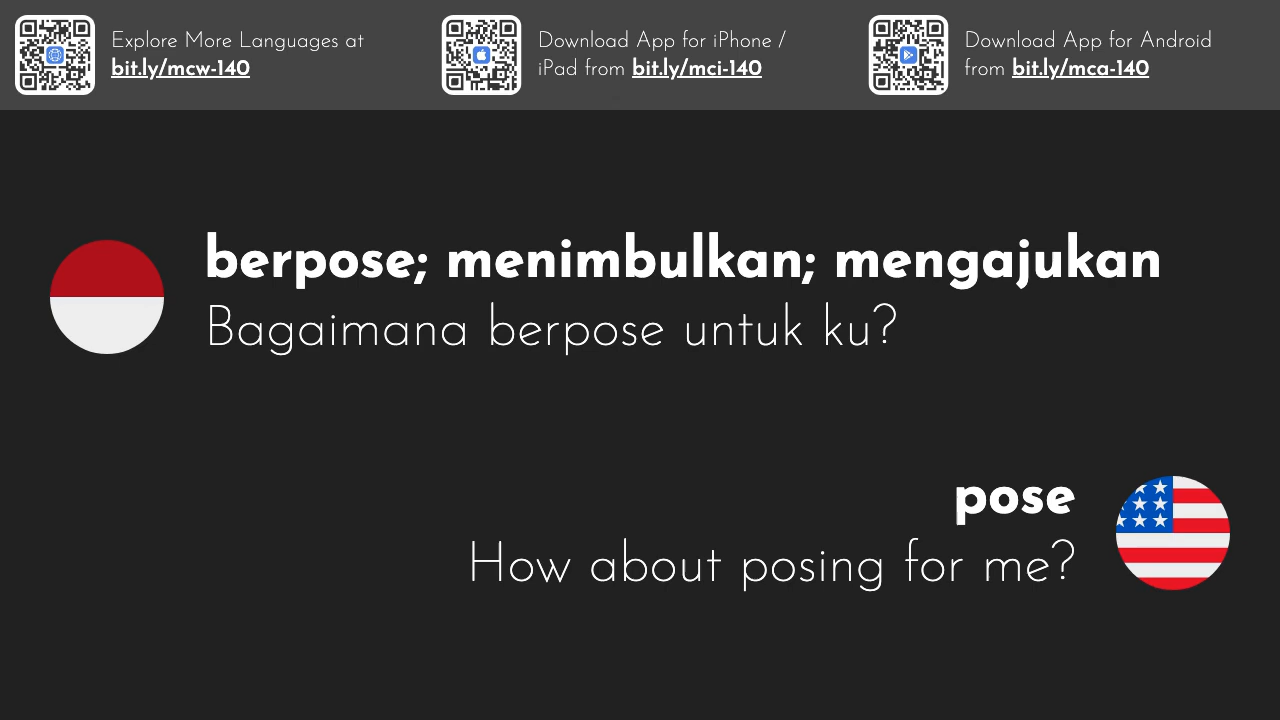 Explore More Languages at
bit.ly/mcw-140
Download App for iPhone /
iPad from bit.ly/mci-140
Download App for Android
from bit.ly/mca-140
berpose; menimbulkan; mengajukan
Bagaimana berpose untuk ku?
pose
How about posing for me?